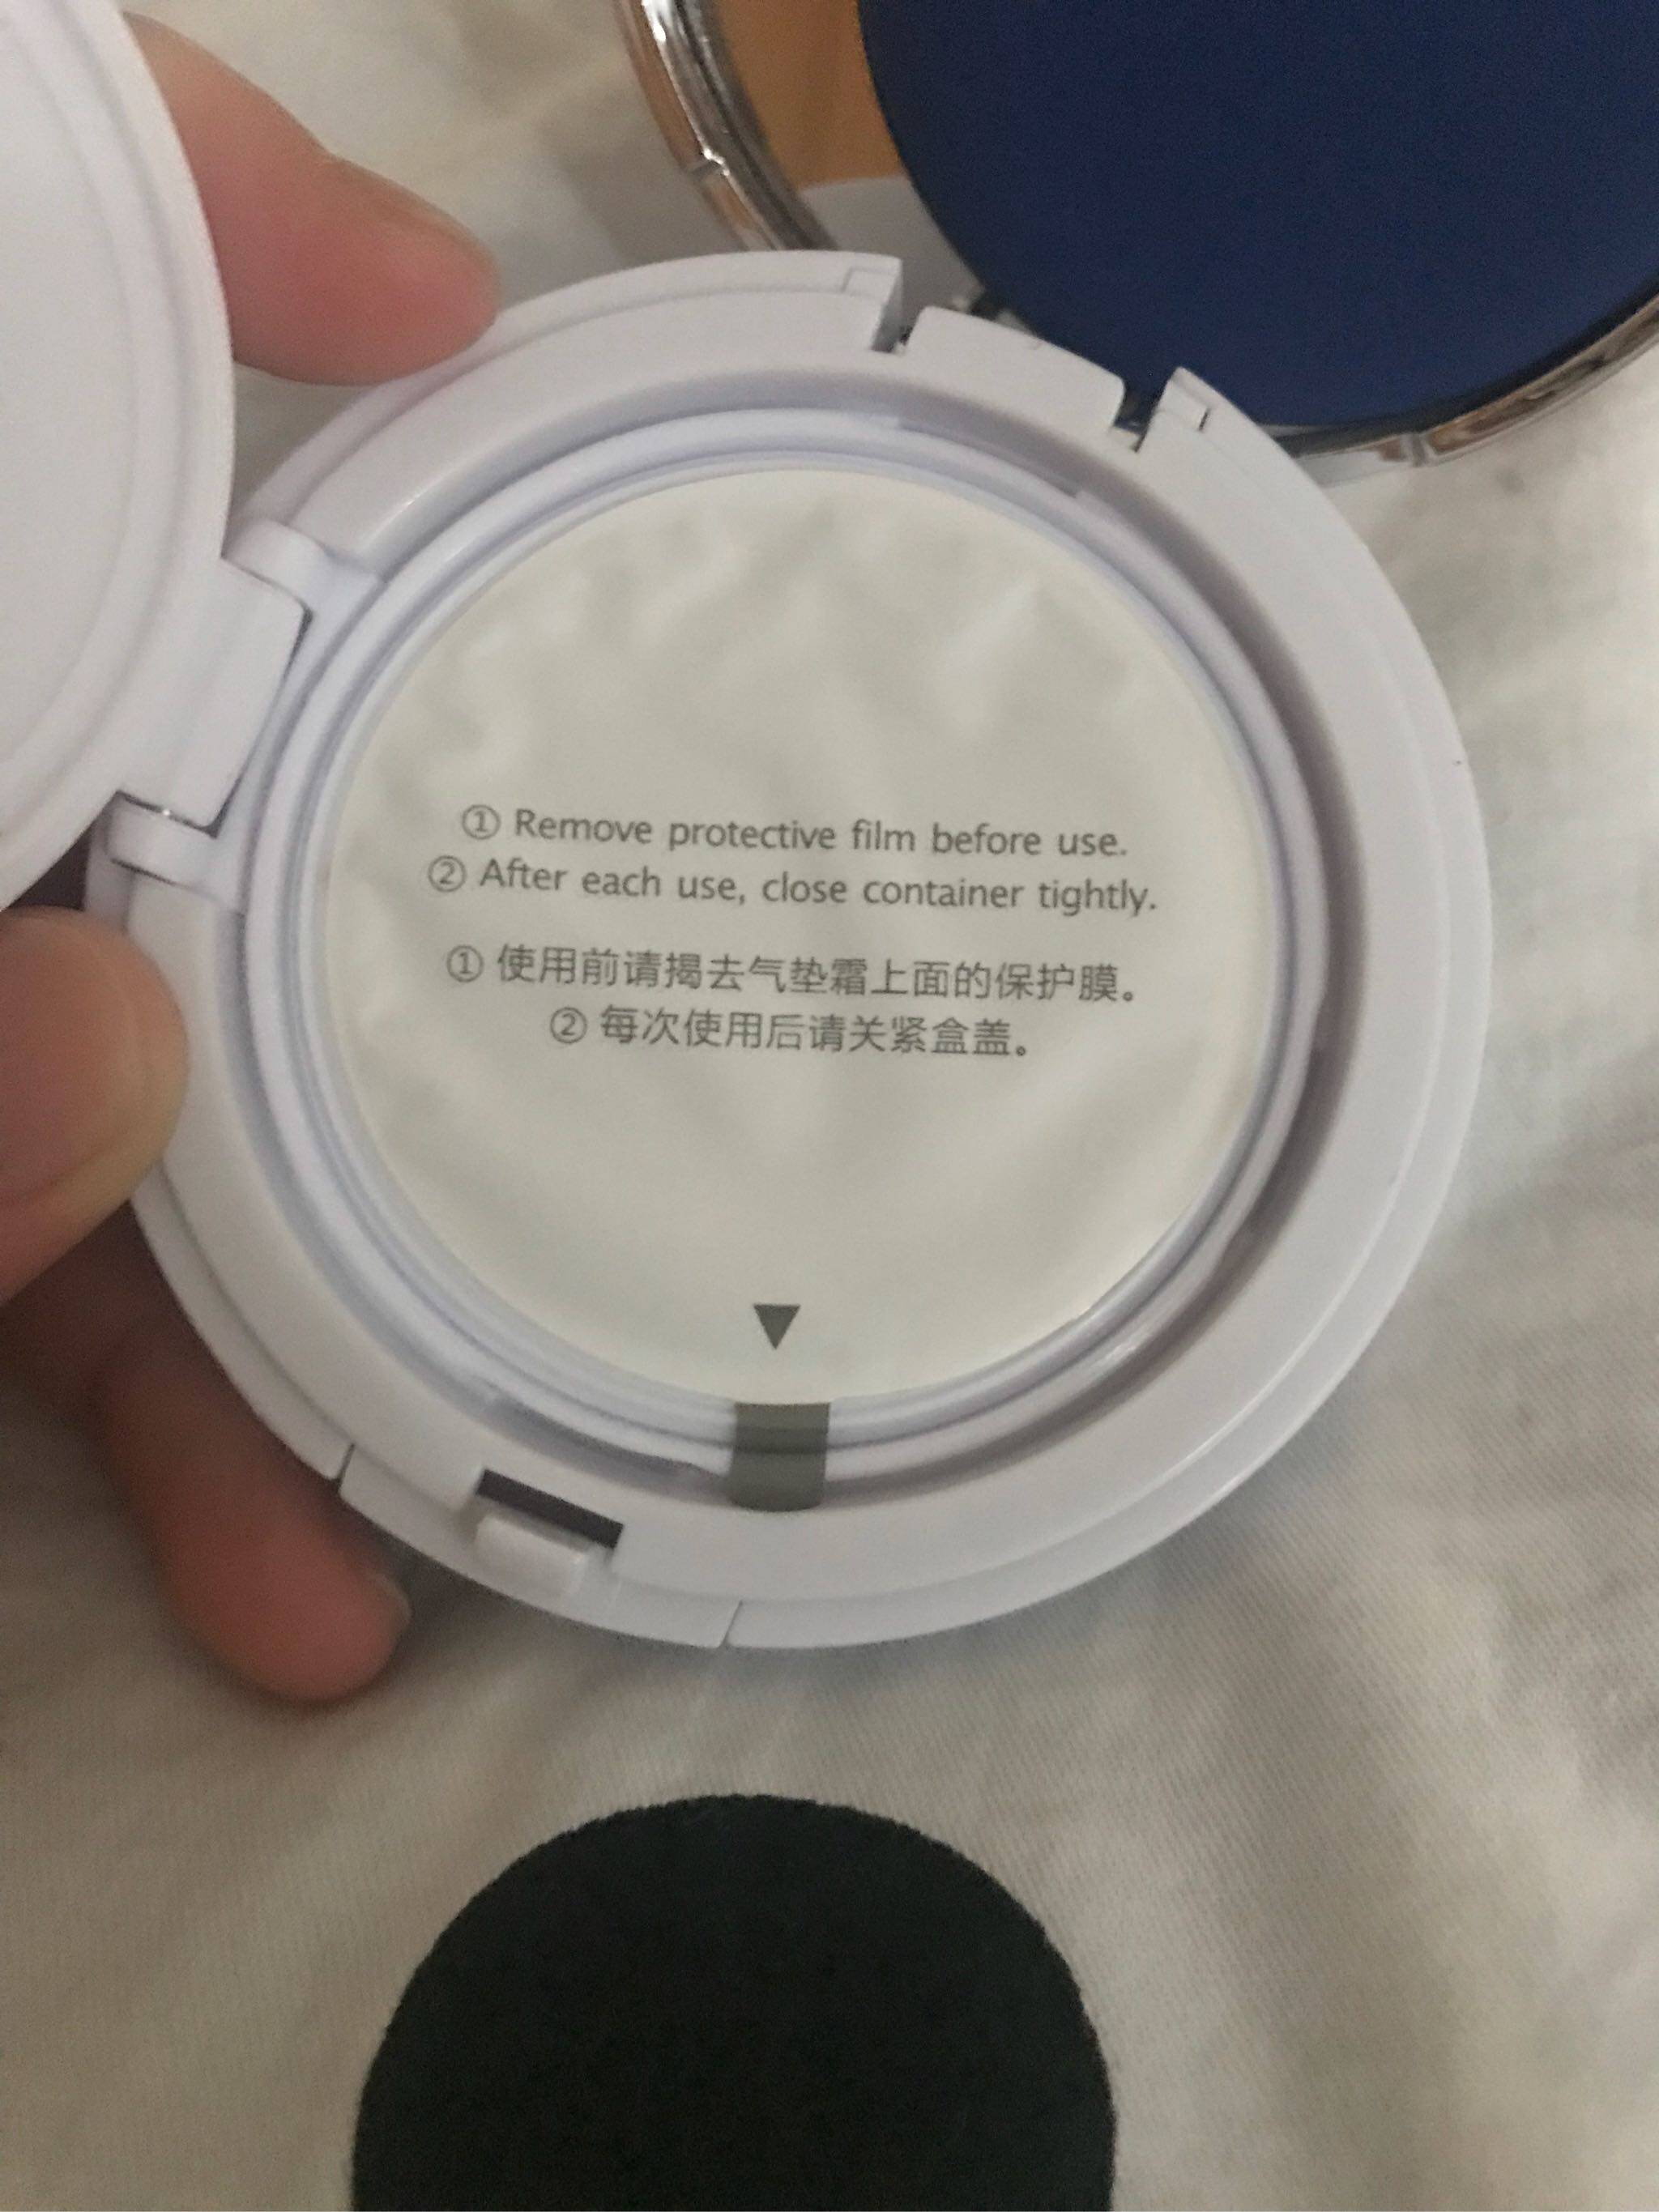 ① Remove protective film before use.
② After each use, close container tightly.
① 使用前请揭去气垫霜上面的保护膜。
② 每次使用后请关紧盒盖。